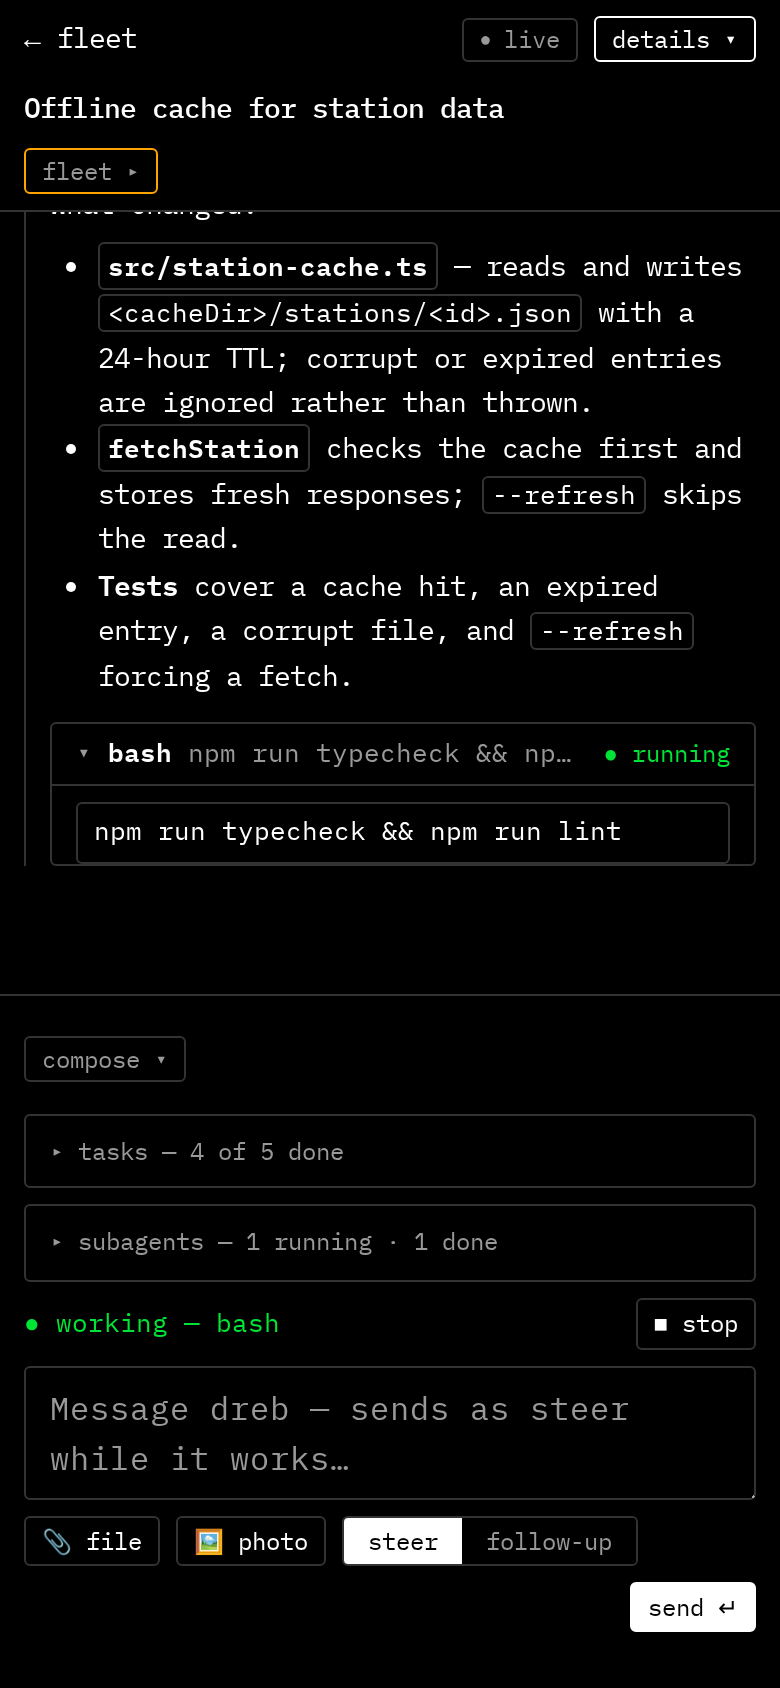 ← fleet
● live
details ▾
Offline cache for station data
fleet ▸
what changed:
• src/station-cache.ts — reads and writes
<cacheDir>/stations/<id>.json with a
24-hour TTL; corrupt or expired entries
are ignored rather than thrown.
• fetchStation checks the cache first and
stores fresh responses; --refresh skips
the read.
• Tests cover a cache hit, an expired
entry, a corrupt file, and --refresh
forcing a fetch.
▾ bash npm run typecheck && np… ● running
npm run typecheck && npm run lint
compose ▾
▸ tasks — 4 of 5 done
▸ subagents — 1 running · 1 done
● working — bash
■ stop
Message dreb — sends as steer
while it works…
📎 file
🖼️ photo
steer
follow-up
send ↵